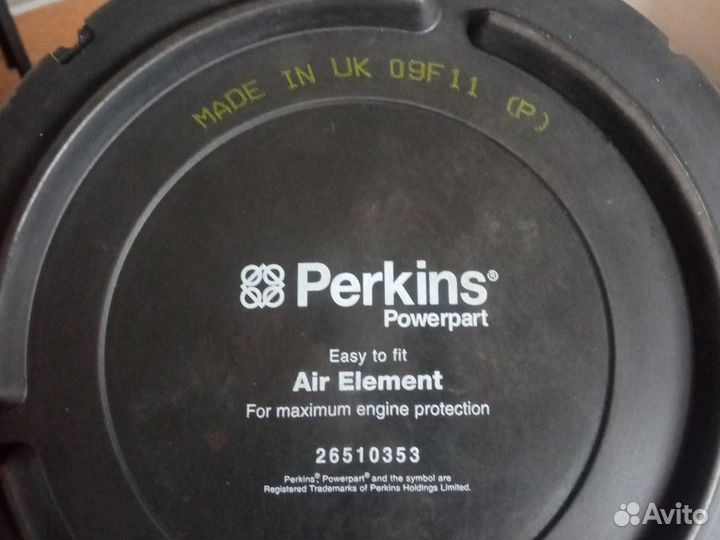 MADE IN UK 09F11 (P)
Perkins®
Powerpart
Easy to fit
Air Element
For maximum engine protection
26510353
Perkins®, Powerpart® and the symbol are
Registered Trademarks of Perkins Holdings Limited.
Avito